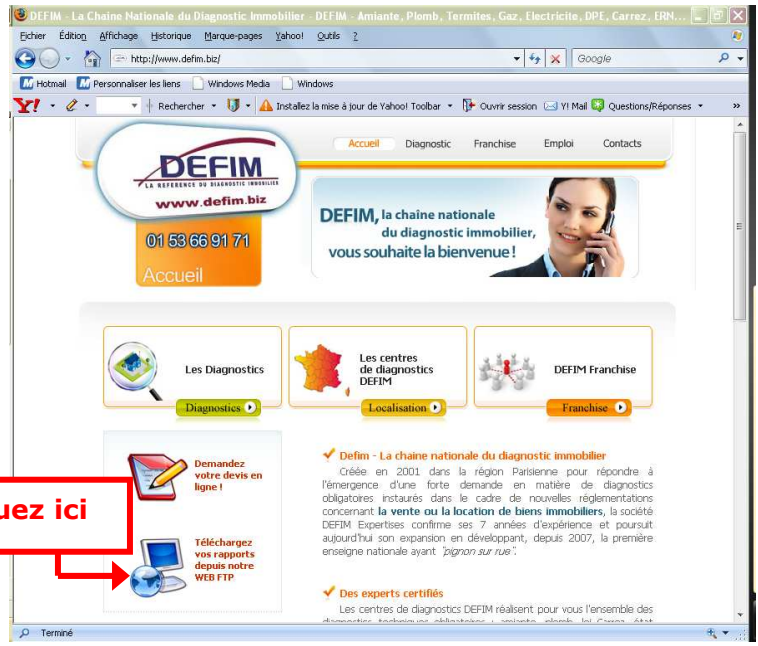 DEFIM - La Chaine Nationale du Diagnostic Immobilier - DEFIM - Amiante, Plomb, Termites, Gaz, Electricite, DPE, Carrez, ERN...
Fichier Édition Affichage Historique Marque-pages Yahoo! Outils ?
http://www.defim.biz/
Google
Hotmail Personnaliser les liens Windows Media Windows
Y! Rechercher Installez la mise à jour de Yahoo! Toolbar Ouvrir session Y! Mail Questions/Réponses »
Accueil Diagnostic Franchise Emploi Contacts
DEFIM
LA REFERENCE DU DIAGNOSTIC IMMOBILIER
www.defim.biz
01 53 66 91 71
Accueil
DEFIM, la chaîne nationale
du diagnostic immobilier,
vous souhaite la bienvenue !
Les Diagnostics
Diagnostics
Les centres
de diagnostics
DEFIM
Localisation
DEFIM Franchise
Franchise
Demandez
votre devis en
ligne !
uez ici
Téléchargez
vos rapports
depuis notre
WEB FTP
Defim - La chaine nationale du diagnostic immobilier
Créée en 2001 dans la région Parisienne pour répondre à
l'émergence d'une forte demande en matière de diagnostics
obligatoires instaurés dans le cadre de nouvelles réglementations
concernant la vente ou la location de biens immobiliers, la société
DEFIM Expertises confirme ses 7 années d'expérience et poursuit
aujourd'hui son expansion en développant, depuis 2007, la première
enseigne nationale ayant "pignon sur rue".
Des experts certifiés
Les centres de diagnostics DEFIM réalisent pour vous l'ensemble des
diagnostics techniques obligatoires : amiante, plomb, loi Carrez, état
Terminé